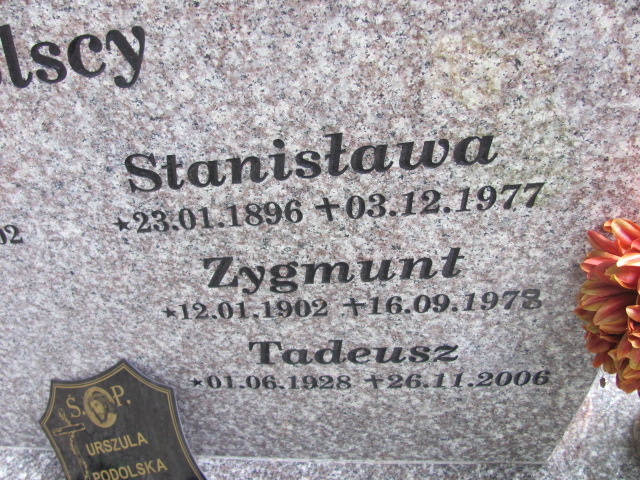 lscy
Stanisława
*23.01.1896 ✝03.12.1977
02
Zygmunt
*12.01.1902 ✝16.09.1978
Tadeusz
*01.06.1928 ✝26.11.2006
Ś. P.
URSZULA
PODOLSKA